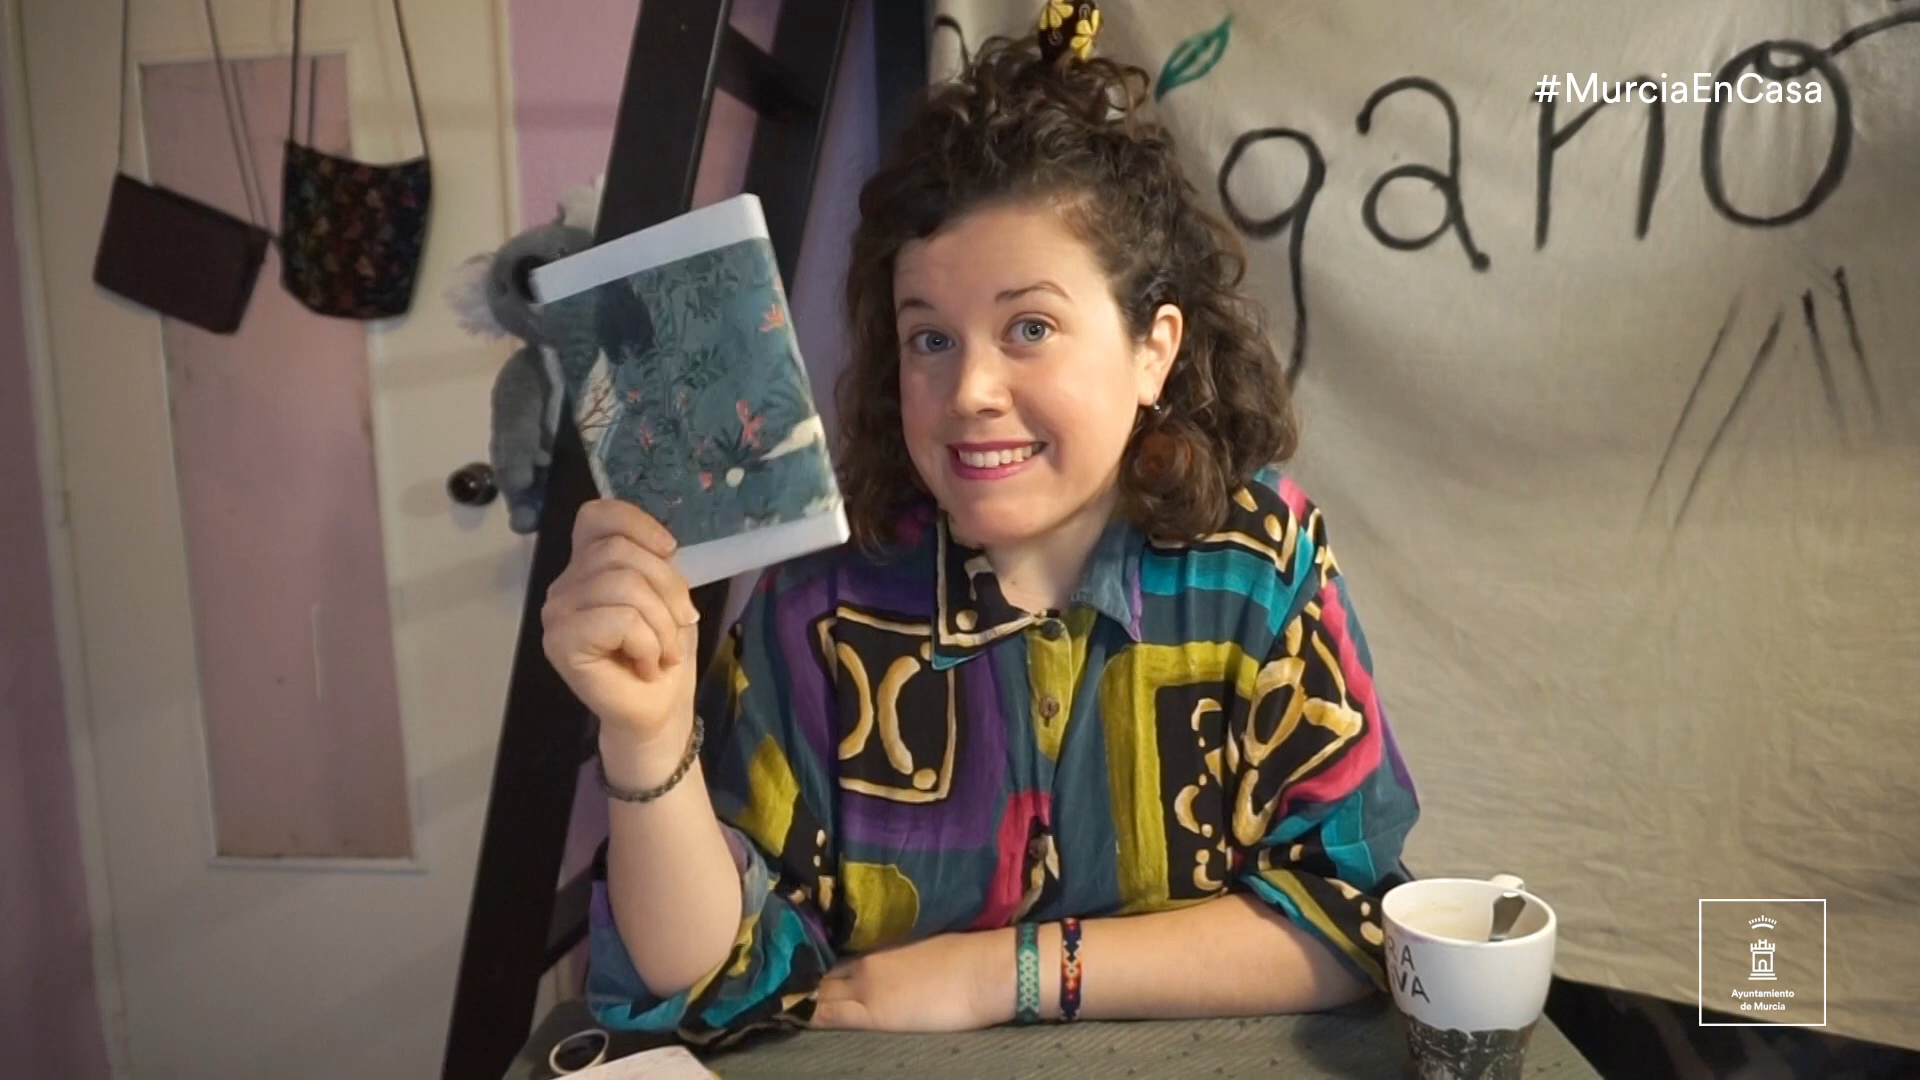 #MurciaEnCasa
gano
RA
VA
Ayuntamiento
de Murcia